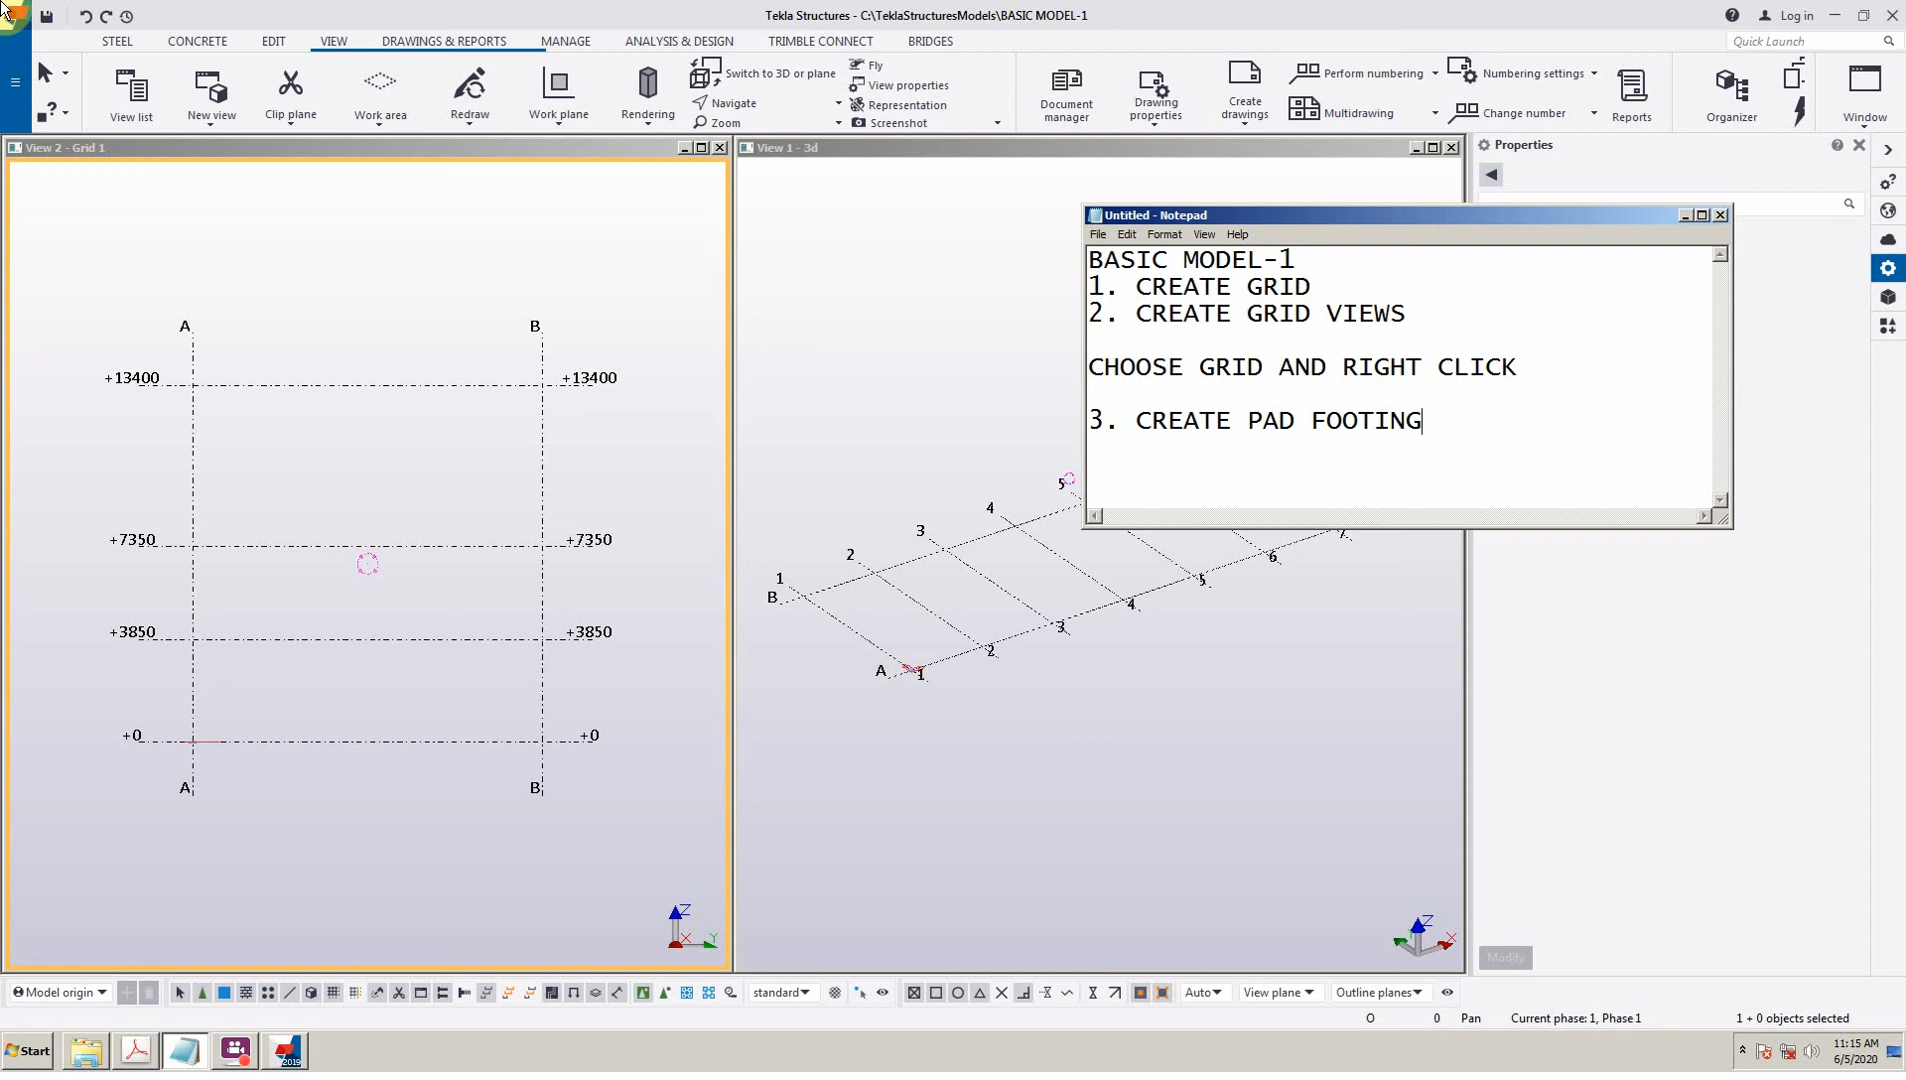 Tekla Structures - C:\TeklaStructuresModels\BASIC MODEL-1
Log in
STEEL CONCRETE EDIT VIEW DRAWINGS & REPORTS MANAGE ANALYSIS & DESIGN TRIMBLE CONNECT BRIDGES
Quick Launch
View list
New view
Clip plane
Work area
Redraw
Work plane
Rendering
Switch to 3D or plane
Navigate
Zoom
Fly
View properties
Representation
Screenshot
Document manager
Drawing properties
Create drawings
Perform numbering
Multidrawing
Numbering settings
Change number
Reports
Organizer
Window
View 2 - Grid 1
View 1 - 3d
Properties
Untitled - Notepad
File Edit Format View Help
BASIC MODEL-1
1. CREATE GRID
2. CREATE GRID VIEWS
CHOOSE GRID AND RIGHT CLICK
3. CREATE PAD FOOTING
A B
+13400 +13400
+7350 +7350
+3850 +3850
+0 +0
A B
Z
X Y
5
4
3
2
1
B
7
6
5
4
3
2
A 1
Z
Y X
Modify
Model origin
standard
Auto
View plane
Outline planes
O 0 Pan Current phase: 1, Phase 1 1 + 0 objects selected
Start
2019
11:15 AM
6/5/2020